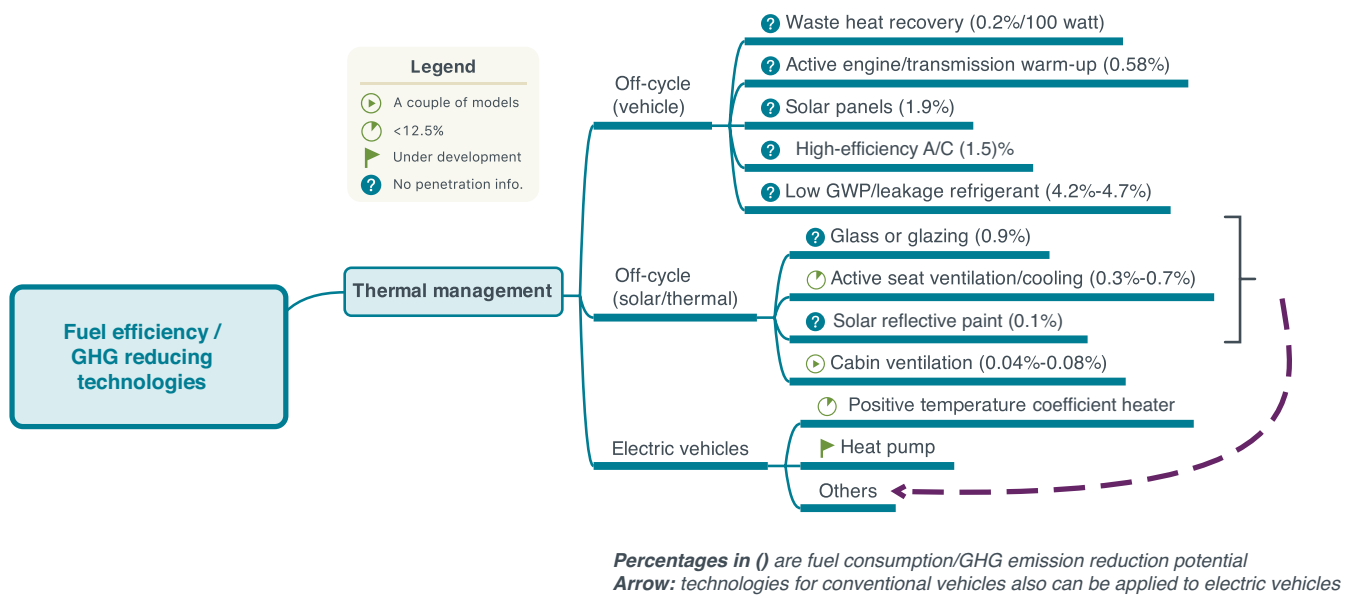 Legend
A couple of models
<12.5%
Under development
? No penetration info.
Fuel efficiency /
GHG reducing
technologies
Thermal management
Off-cycle
(vehicle)
? Waste heat recovery (0.2%/100 watt)
? Active engine/transmission warm-up (0.58%)
? Solar panels (1.9%)
? High-efficiency A/C (1.5)%
? Low GWP/leakage refrigerant (4.2%-4.7%)
Off-cycle
(solar/thermal)
? Glass or glazing (0.9%)
Active seat ventilation/cooling (0.3%-0.7%)
? Solar reflective paint (0.1%)
Cabin ventilation (0.04%-0.08%)
Electric vehicles
Positive temperature coefficient heater
Heat pump
Others
Percentages in () are fuel consumption/GHG emission reduction potential
Arrow: technologies for conventional vehicles also can be applied to electric vehicles